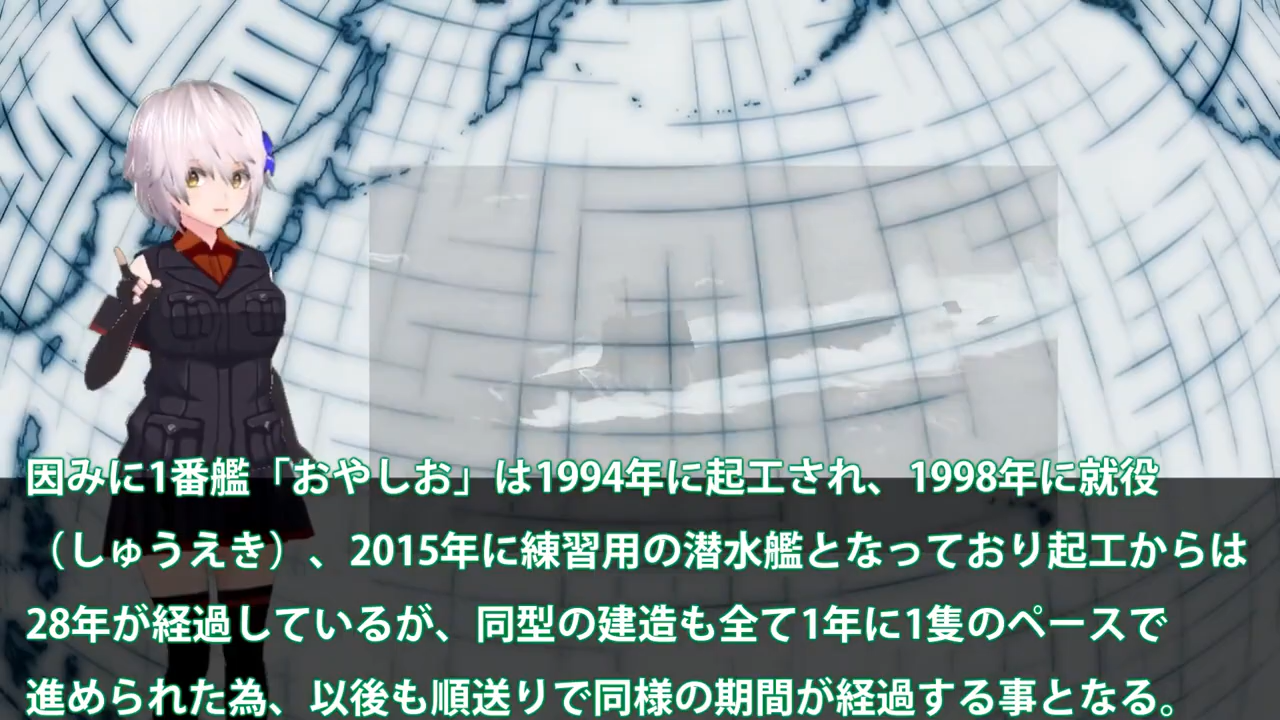 因みに1番艦「おやしお」は1994年に起工され、1998年に就役
（しゅうえき）、2015年に練習用の潜水艦となっており起工からは
28年が経過しているが、同型の建造も全て1年に1隻のペースで
進められた為、以後も順送りで同様の期間が経過する事となる。